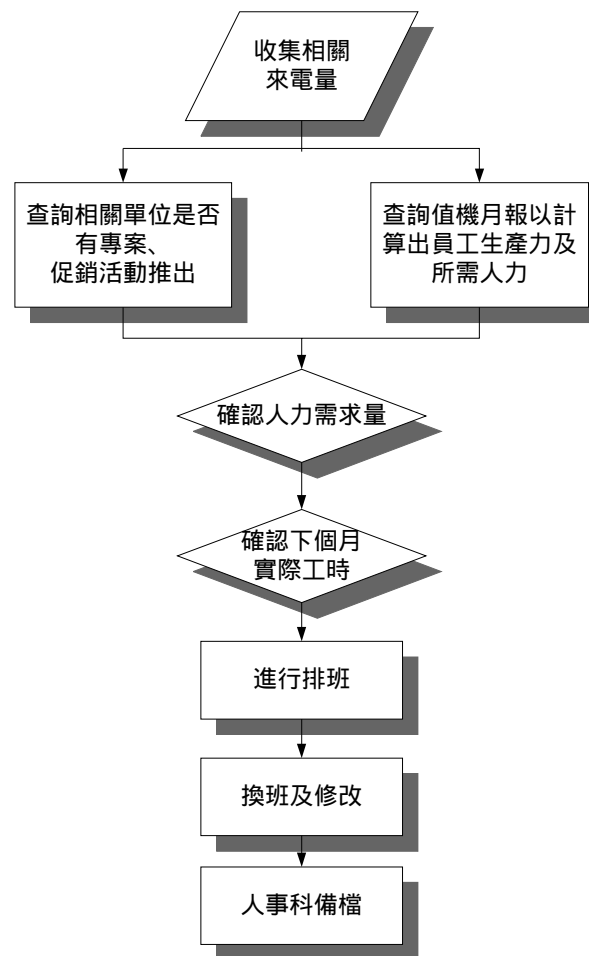 收集相關
來電量
查詢相關單位是否
有專案、
促銷活動推出
查詢值機月報以計
算出員工生產力及
所需人力
確認人力需求量
確認下個月
實際工時
進行排班
換班及修改
人事科備檔